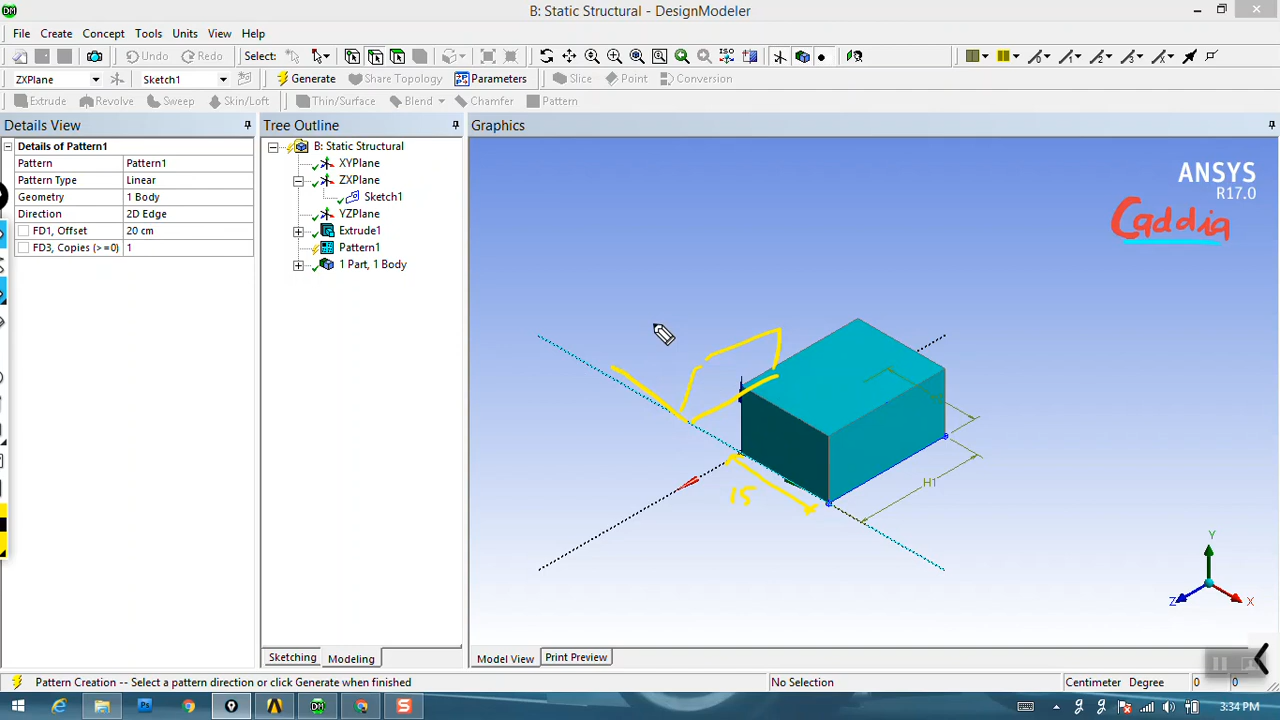 B: Static Structural - DesignModeler
File Create Concept Tools Units View Help
Undo Redo Select:
ZXPlane Sketch1 Generate Share Topology Parameters Slice Point Conversion
Extrude Revolve Sweep Skin/Loft Thin/Surface Blend Chamfer Pattern
Details View
Details of Pattern1
Pattern Pattern1
Pattern Type Linear
Geometry 1 Body
Direction 2D Edge
FD1, Offset 20 cm
FD3, Copies (>=0) 1
Tree Outline
B: Static Structural
XYPlane
ZXPlane
Sketch1
YZPlane
Extrude1
Pattern1
1 Part, 1 Body
Sketching Modeling
Graphics
ANSYS
R17.0
Caddia
15
H1
Y
Z X
Model View Print Preview
Pattern Creation -- Select a pattern direction or click Generate when finished
No Selection
Centimeter Degree 0 0
3:34 PM